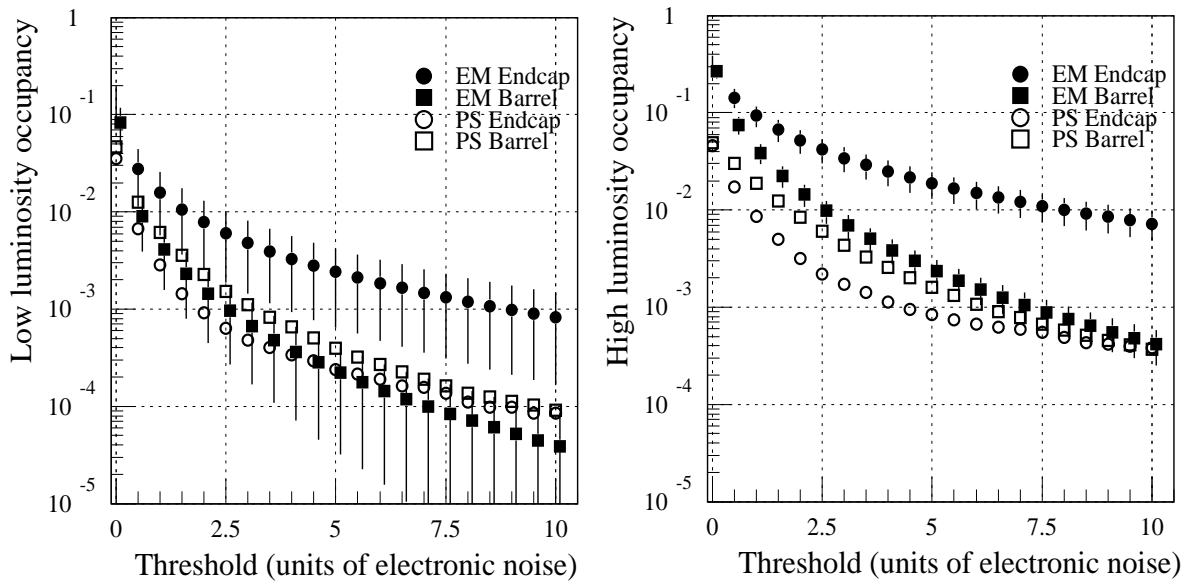 Low luminosity occupancy
1
10 -1
10 -2
10 -3
10 -4
10 -5
EM Endcap
EM Barrel
PS Endcap
PS Barrel
0 2.5 5 7.5 10
Threshold (units of electronic noise)
High luminosity occupancy
1
10 -1
10 -2
10 -3
10 -4
10 -5
EM Endcap
EM Barrel
PS Endcap
PS Barrel
0 2.5 5 7.5 10
Threshold (units of electronic noise)